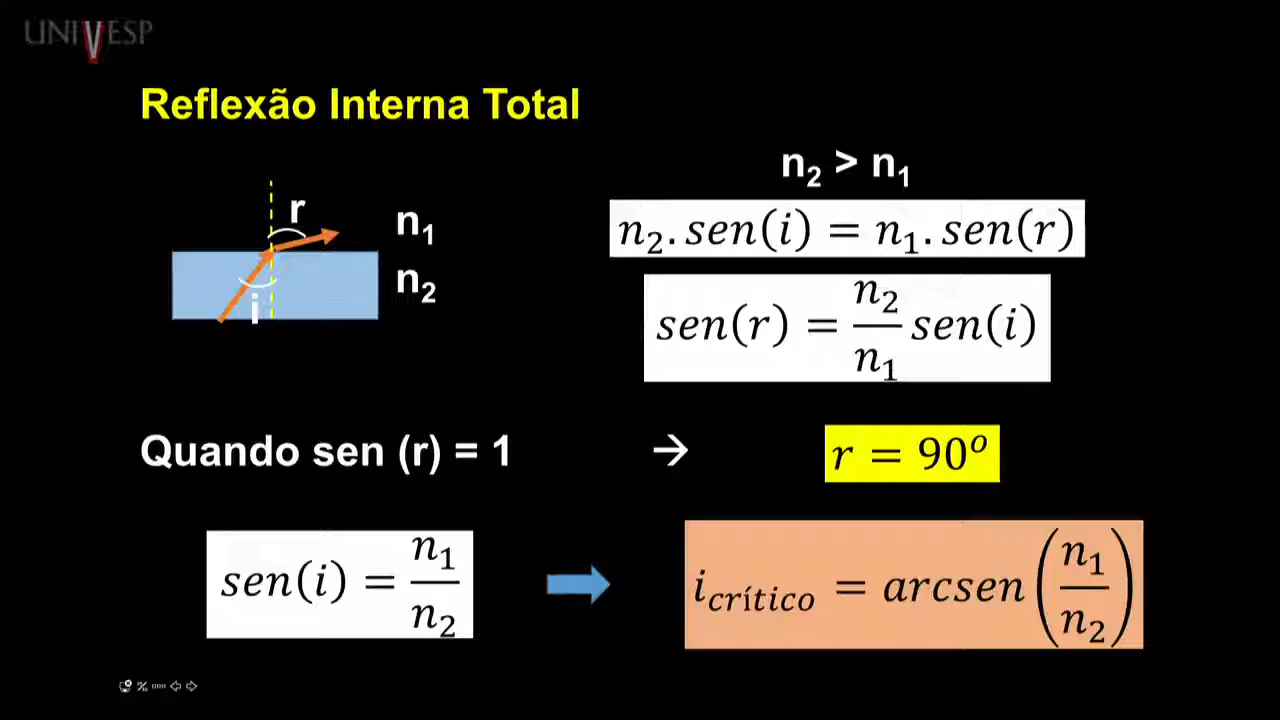 UNIVESP
Reflexão Interna Total
n₂ > n₁
r
n₁
n₂
i
n₂.sen(i) = n₁.sen(r)
sen(r) = n₂/n₁ sen(i)
Quando sen (r) = 1 → r = 90º
sen(i) = n₁/n₂
i_crítico = arcsen(n₁/n₂)